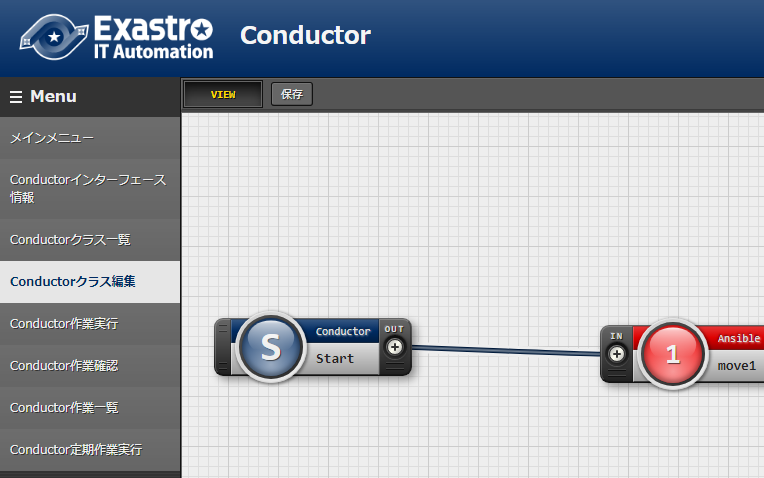 Exastro
IT Automation
Conductor
Menu
VIEW
保存
メインメニュー
Conductorインターフェース
情報
Conductorクラス一覧
Conductorクラス編集
Conductor作業実行
Conductor作業確認
Conductor作業一覧
Conductor定期作業実行
S
Conductor
Start
OUT
IN
1
Ansible
move1